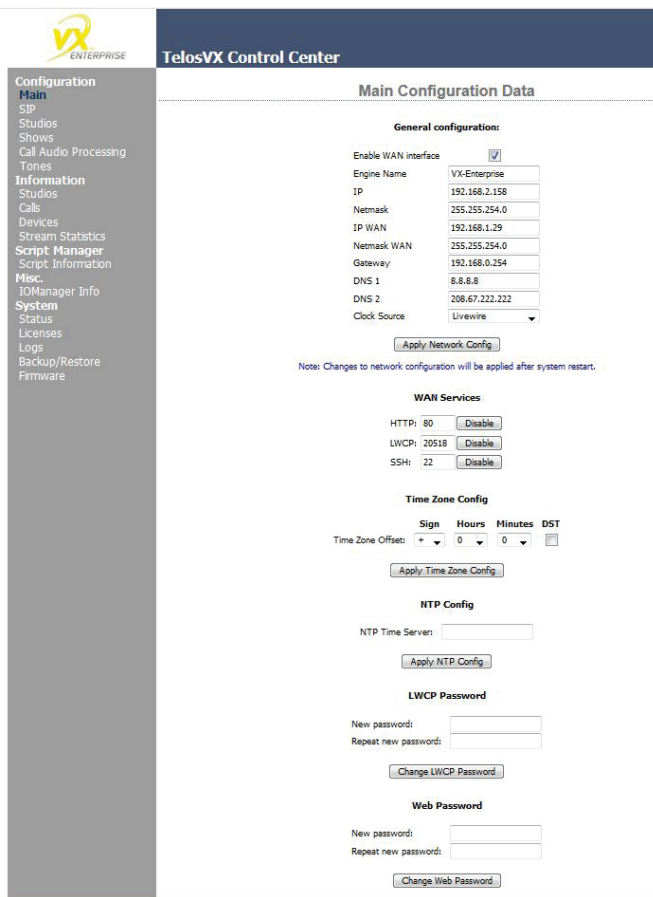 VX
ENTERPRISE
TelosVX Control Center
Configuration
Main
SIP
Studios
Shows
Call Audio Processing
Tones
Information
Studios
Calls
Devices
Stream Statistics
Script Manager
Script Information
Misc.
IOManager Info
System
Status
Licenses
Logs
Backup/Restore
Firmware
Main Configuration Data
General configuration:
Enable WAN interface
Engine Name VX-Enterprise
IP 192.168.2.158
Netmask 255.255.254.0
IP WAN 192.168.1.29
Netmask WAN 255.255.254.0
Gateway 192.168.0.254
DNS 1 8.8.8.8
DNS 2 208.67.222.222
Clock Source Livewire
Apply Network Config
Note: Changes to network configuration will be applied after system restart.
WAN Services
HTTP: 80 Disable
LWCP: 20518 Disable
SSH: 22 Disable
Time Zone Config
Sign Hours Minutes DST
Time Zone Offset: + 0 0
Apply Time Zone Config
NTP Config
NTP Time Server:
Apply NTP Config
LWCP Password
New password:
Repeat new password:
Change LWCP Password
Web Password
New password:
Repeat new password:
Change Web Password